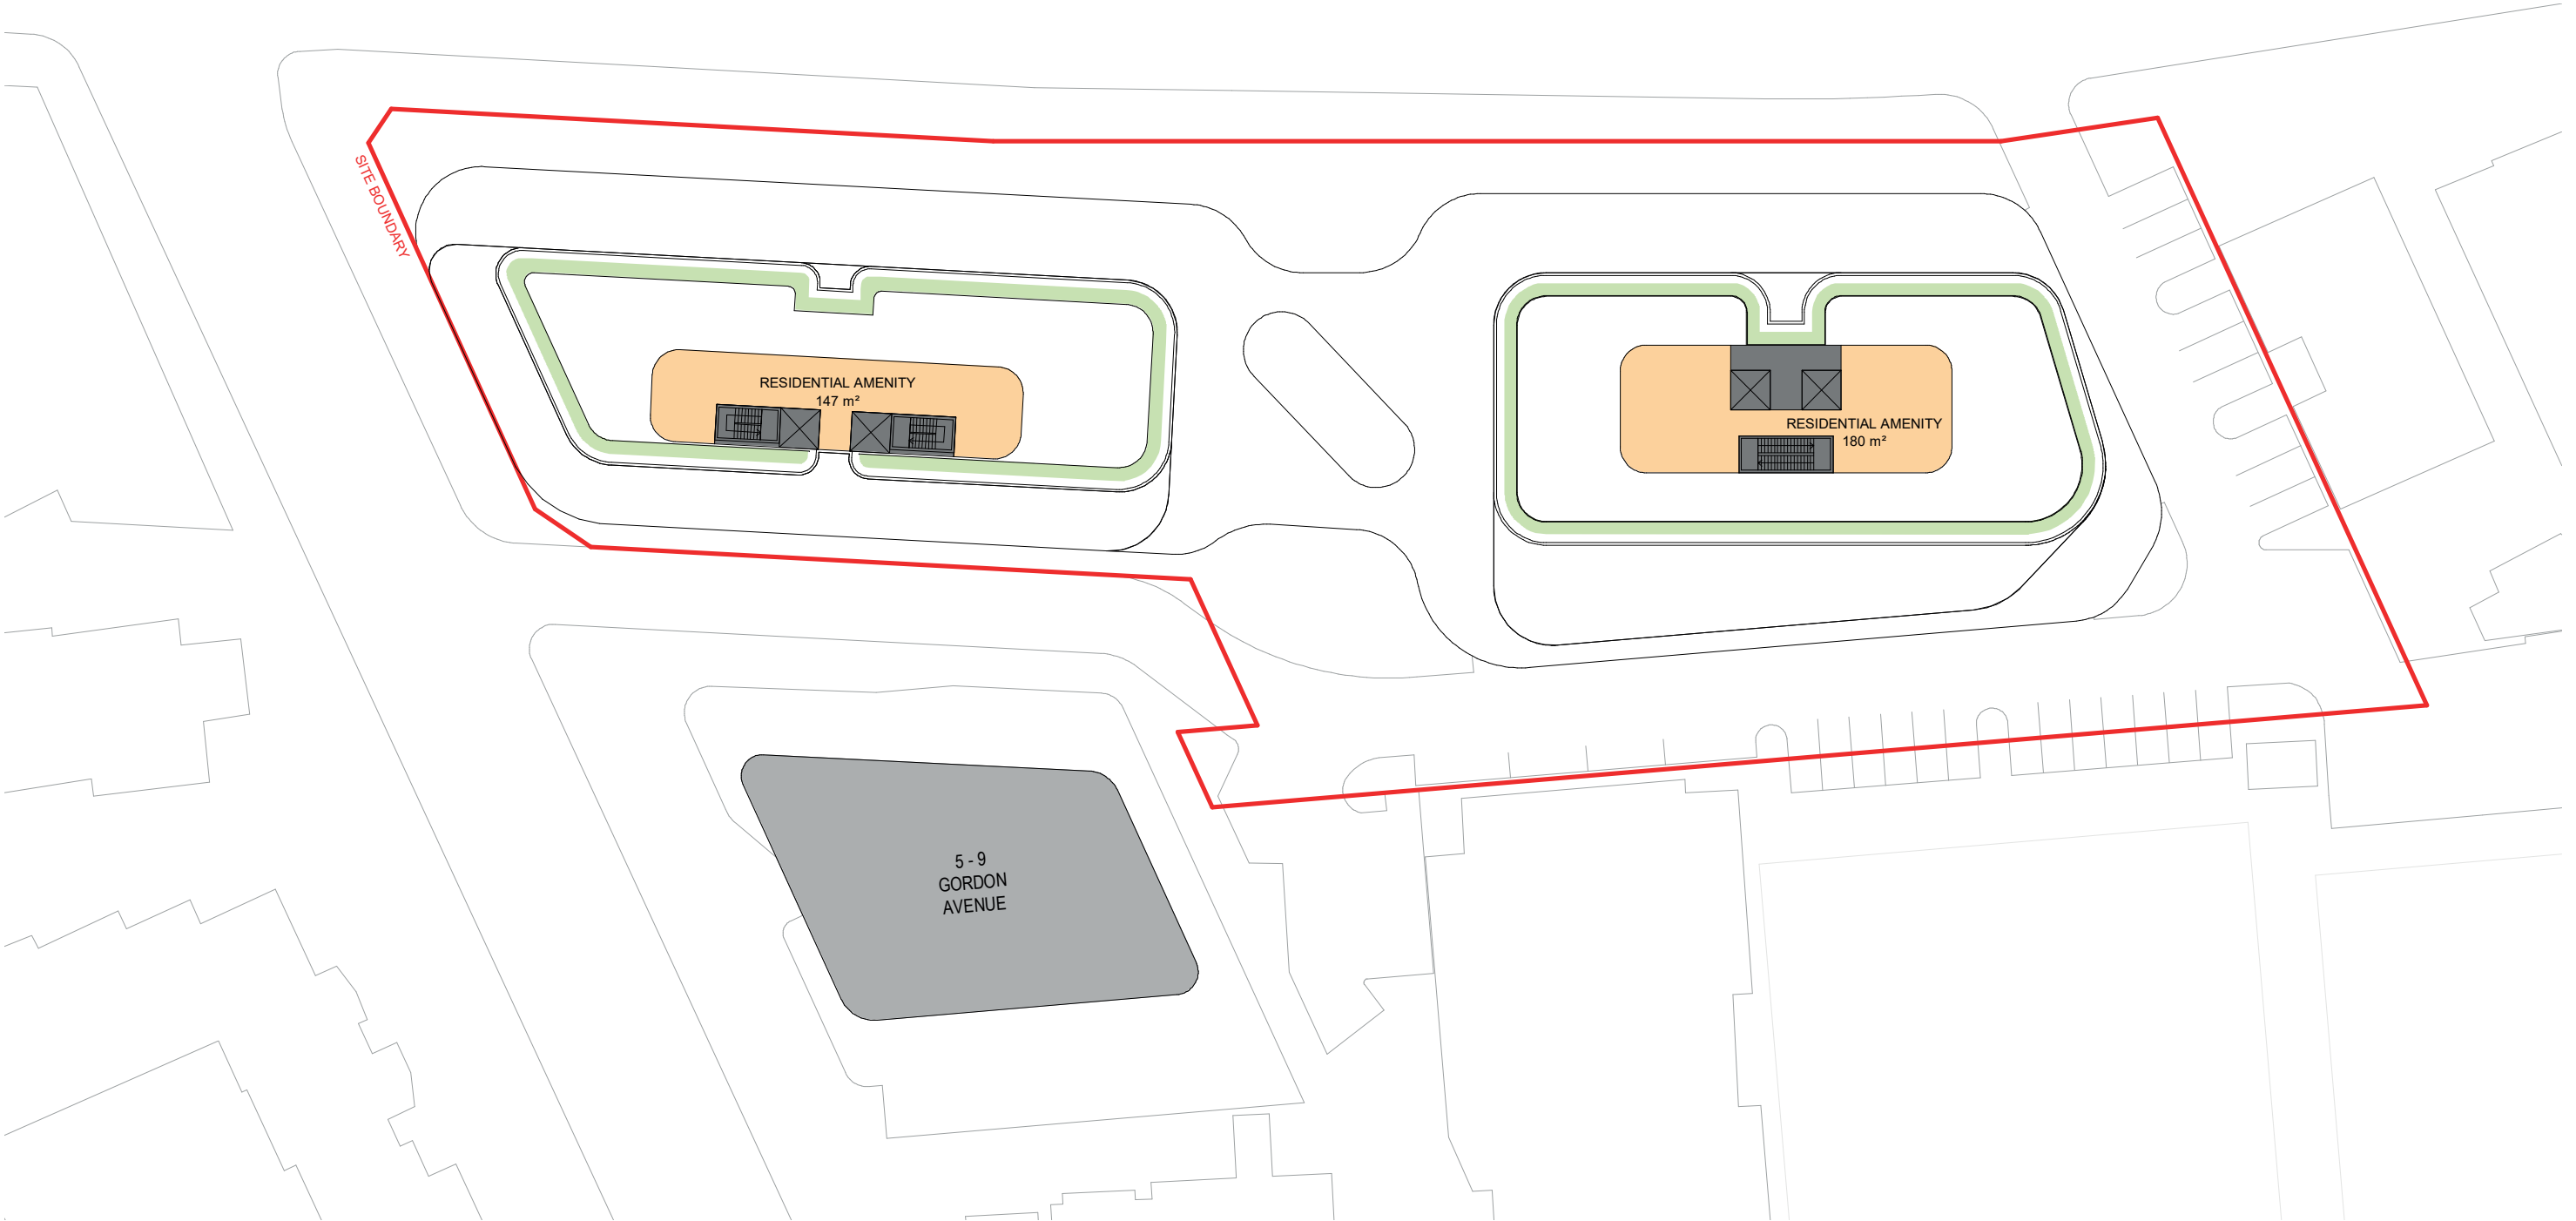 SITE BOUNDARY
RESIDENTIAL AMENITY
147 m²
RESIDENTIAL AMENITY
180 m²
5 - 9
GORDON
AVENUE